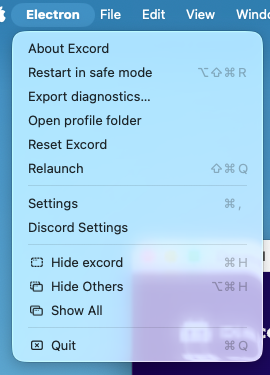 Electron File Edit View
About Excord
Restart in safe mode ⌥⇧⌘R
Export diagnostics...
Open profile folder
Reset Excord
Relaunch ⇧⌘Q
Settings ⌘,
Discord Settings
Hide excord ⌘H
Hide Others ⌥⌘H
Show All
Quit ⌘Q